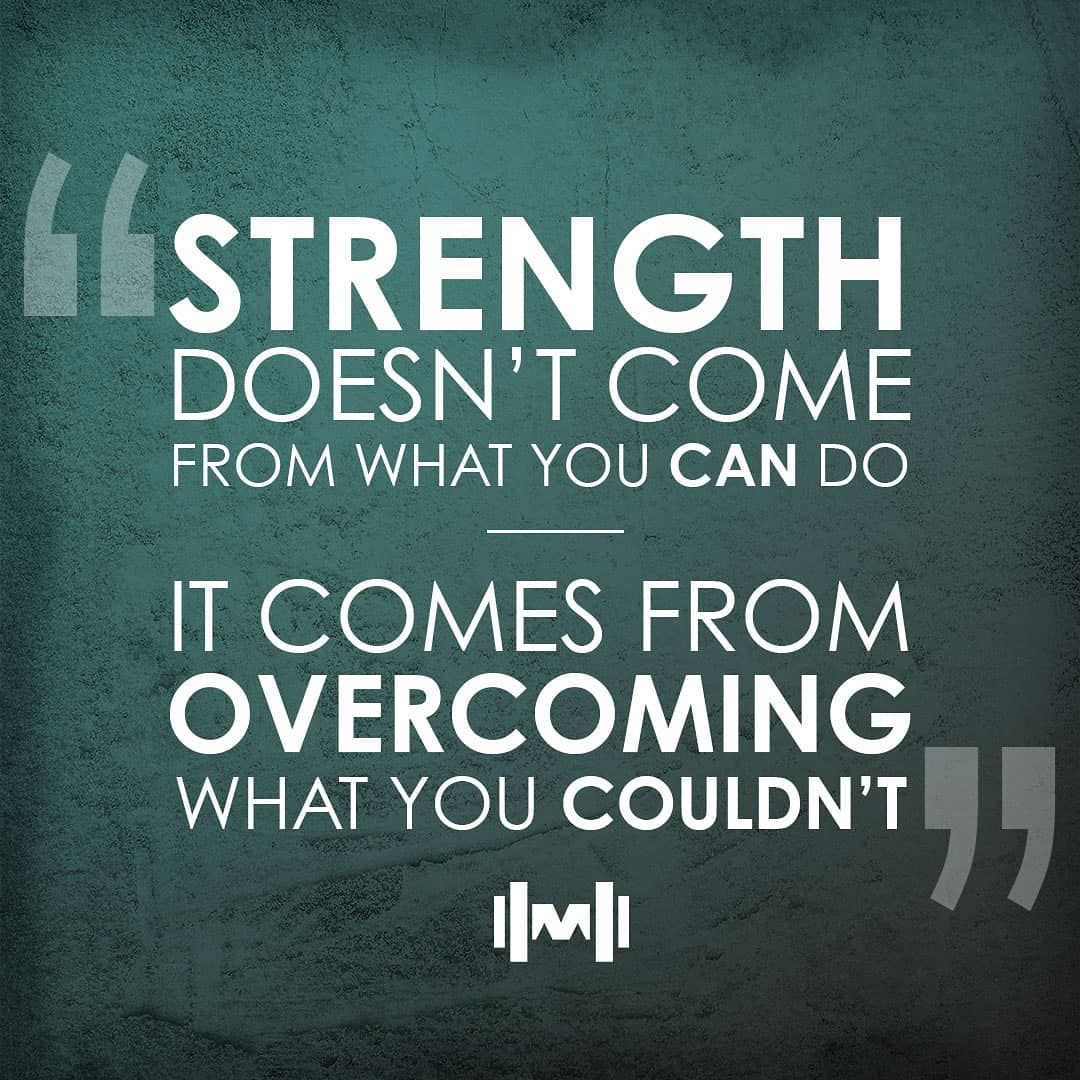 “STRENGTH
DOESN’T COME
FROM WHAT YOU CAN DO
IT COMES FROM
OVERCOMING
WHAT YOU COULDN’T”
M